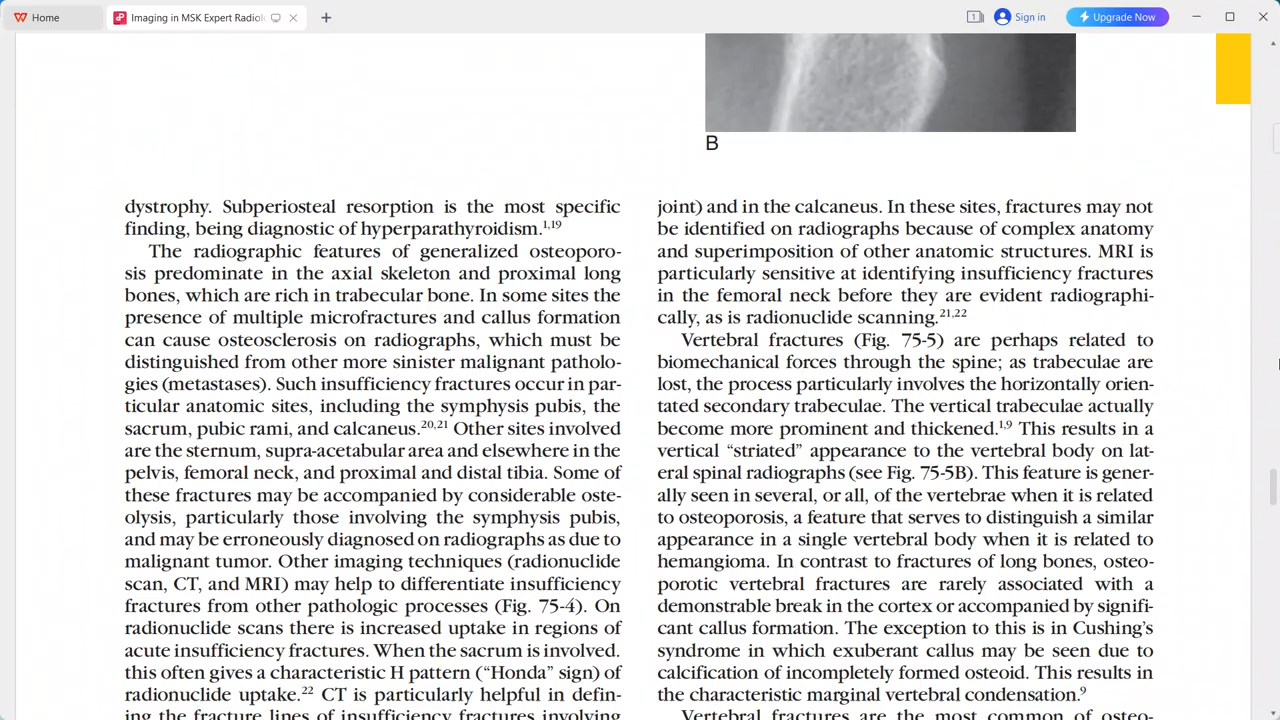 Home
Imaging in MSK Expert Radiol
1
Sign in
Upgrade Now
B
dystrophy. Subperiosteal resorption is the most specific
finding, being diagnostic of hyperparathyroidism.1,19
The radiographic features of generalized osteoporo-
sis predominate in the axial skeleton and proximal long
bones, which are rich in trabecular bone. In some sites the
presence of multiple microfractures and callus formation
can cause osteosclerosis on radiographs, which must be
distinguished from other more sinister malignant patholo-
gies (metastases). Such insufficiency fractures occur in par-
ticular anatomic sites, including the symphysis pubis, the
sacrum, pubic rami, and calcaneus.20,21 Other sites involved
are the sternum, supra-acetabular area and elsewhere in the
pelvis, femoral neck, and proximal and distal tibia. Some of
these fractures may be accompanied by considerable oste-
olysis, particularly those involving the symphysis pubis,
and may be erroneously diagnosed on radiographs as due to
malignant tumor. Other imaging techniques (radionuclide
scan, CT, and MRI) may help to differentiate insufficiency
fractures from other pathologic processes (Fig. 75-4). On
radionuclide scans there is increased uptake in regions of
acute insufficiency fractures. When the sacrum is involved.
this often gives a characteristic H pattern (“Honda” sign) of
radionuclide uptake.22 CT is particularly helpful in defin-
ing the fracture lines of insufficiency fractures involving
joint) and in the calcaneus. In these sites, fractures may not
be identified on radiographs because of complex anatomy
and superimposition of other anatomic structures. MRI is
particularly sensitive at identifying insufficiency fractures
in the femoral neck before they are evident radiographi-
cally, as is radionuclide scanning.21,22
Vertebral fractures (Fig. 75-5) are perhaps related to
biomechanical forces through the spine; as trabeculae are
lost, the process particularly involves the horizontally orien-
tated secondary trabeculae. The vertical trabeculae actually
become more prominent and thickened.1,9 This results in a
vertical “striated” appearance to the vertebral body on lat-
eral spinal radiographs (see Fig. 75-5B). This feature is gener-
ally seen in several, or all, of the vertebrae when it is related
to osteoporosis, a feature that serves to distinguish a similar
appearance in a single vertebral body when it is related to
hemangioma. In contrast to fractures of long bones, osteo-
porotic vertebral fractures are rarely associated with a
demonstrable break in the cortex or accompanied by signifi-
cant callus formation. The exception to this is in Cushing’s
syndrome in which exuberant callus may be seen due to
calcification of incompletely formed osteoid. This results in
the characteristic marginal vertebral condensation.9
Vertebral fractures are the most common of osteo-